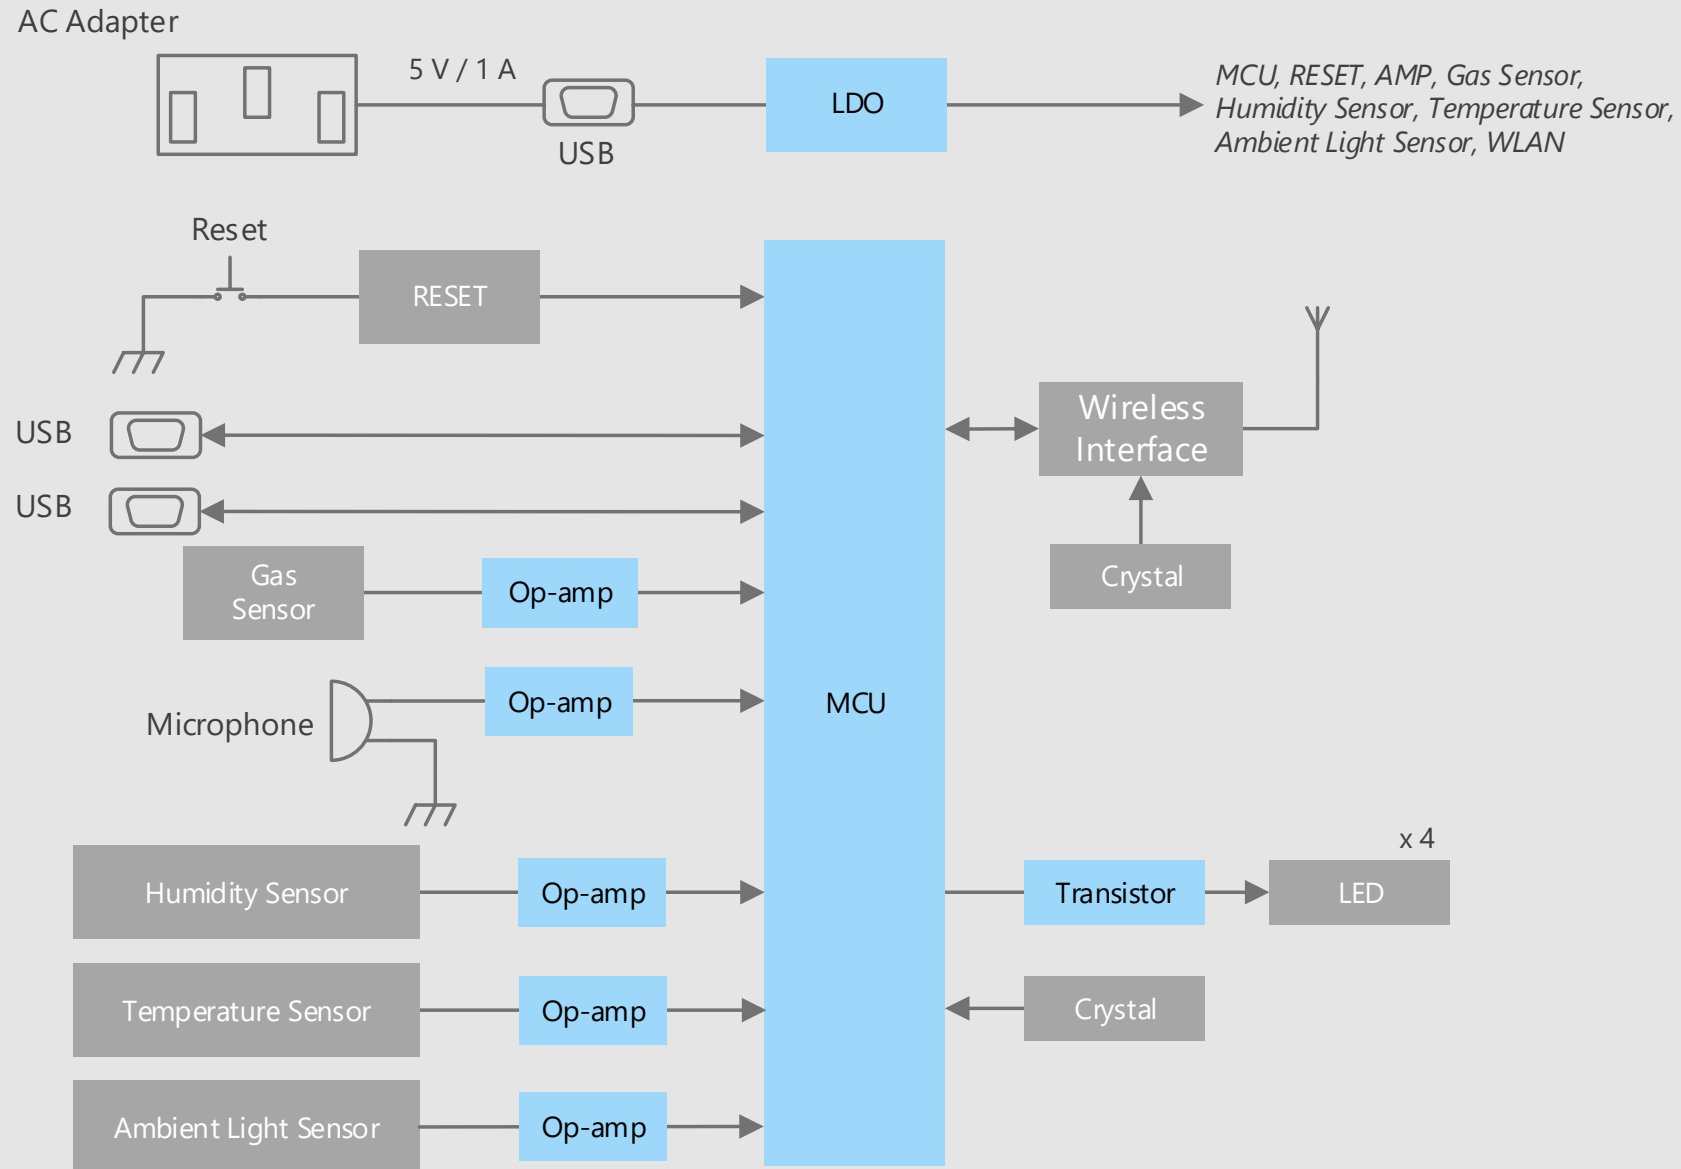 AC Adapter
5 V / 1 A
USB
LDO
MCU, RESET, AMP, Gas Sensor,
Humidity Sensor, Temperature Sensor,
Ambient Light Sensor, WLAN
Reset
RESET
USB
USB
Wireless
Interface
Crystal
Gas
Sensor
Op-amp
Microphone
Op-amp
MCU
Humidity Sensor
Op-amp
Transistor
x 4
LED
Temperature Sensor
Op-amp
Crystal
Ambient Light Sensor
Op-amp